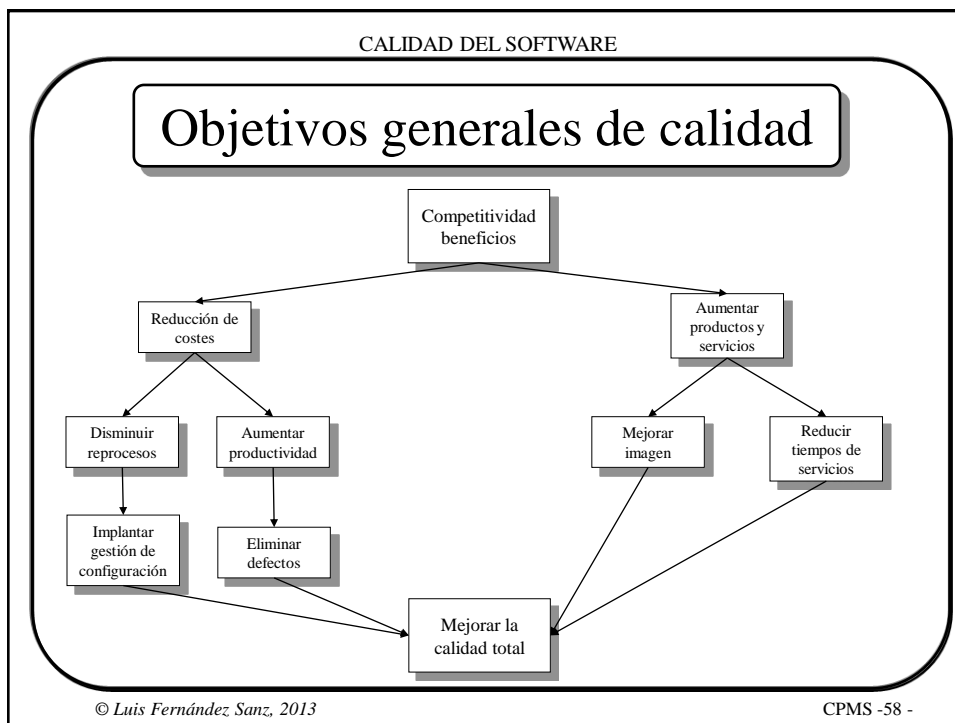 CALIDAD DEL SOFTWARE
Objetivos generales de calidad
Competitividad
beneficios
Reducción de
costes
Aumentar
productos y
servicios
Disminuir
reprocesos
Aumentar
productividad
Mejorar
imagen
Reducir
tiempos de
servicios
Implantar
gestión de
configuración
Eliminar
defectos
Mejorar la
calidad total
© Luis Fernández Sanz, 2013
CPMS -58 -